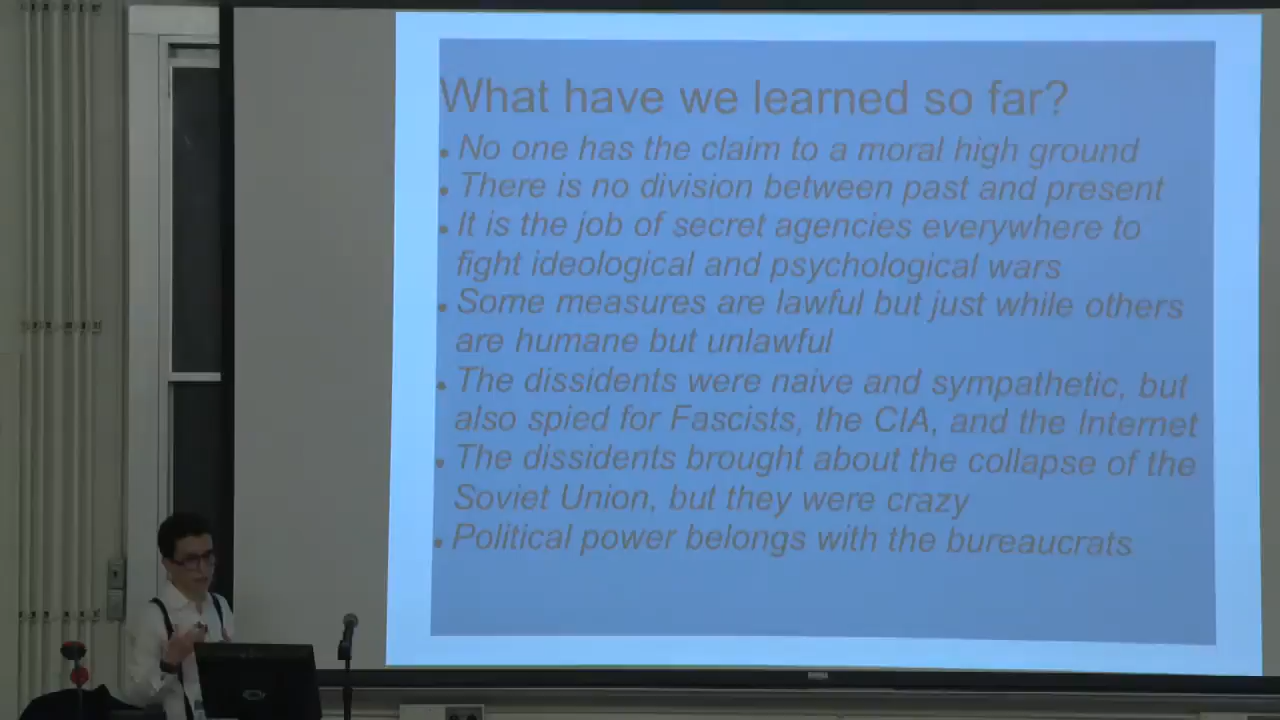 What have we learned so far?
• No one has the claim to a moral high ground
• There is no division between past and present
• It is the job of secret agencies everywhere to
fight ideological and psychological wars
• Some measures are lawful but just while others
are humane but unlawful
• The dissidents were naive and sympathetic, but
also spied for Fascists, the CIA, and the Internet
• The dissidents brought about the collapse of the
Soviet Union, but they were crazy
• Political power belongs with the bureaucrats